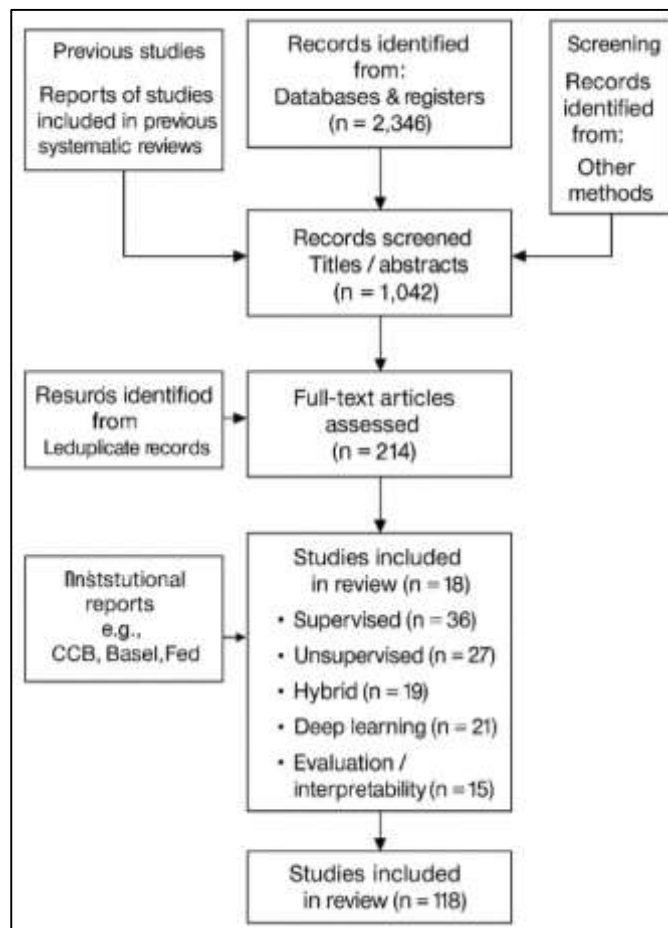 Previous studies
Reports of studies
included in previous
systematic reviews
Records identified
from:
Databases & registers
(n = 2,346)
Screening
Records
identified
from:
Other
methods
Records screened
Titles / abstracts
(n = 1,042)
Resurds identifiod
from
Leduplicate records
Full-text articles
assessed
(n = 214)
reports
e.g.,
CCB, Basel, Fed
Studies included
in review (n = 18)
• Supervised (n = 36)
• Unsupervised (n = 27)
• Hybrid (n = 19)
• Deep learning (n = 21)
• Evaluation /
interpretability (n = 15)
Studies included
in review (n = 118)